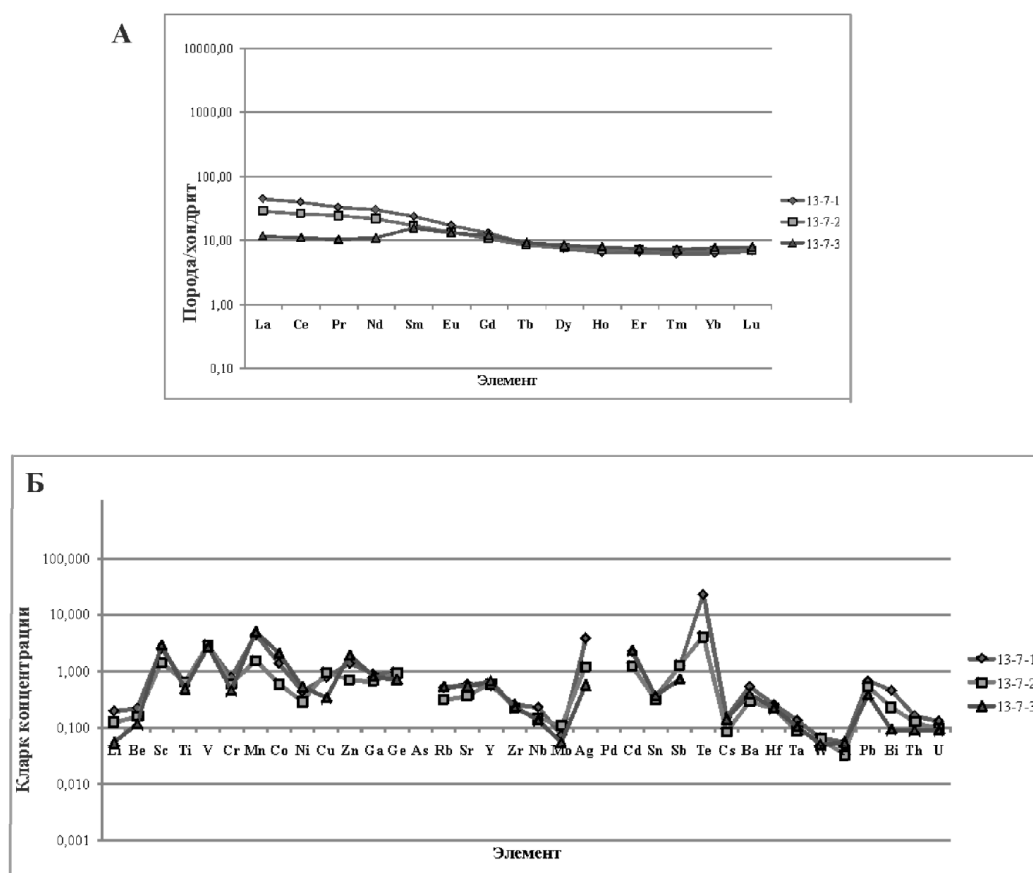 А
10000,00
1000,00
100,00
10,00
1,00
0,10
Порода/хондрит
La Ce Pr Nd Sm Eu Gd Tb Dy Ho Er Tm Yb Lu
Элемент
13-7-1
13-7-2
13-7-3
Б
100,000
10,000
1,000
0,100
0,010
0,001
Кларк концентрации
Li Be Sc Ti V Cr Mn Co Ni Cu Zn Ga Ge As Rb Sr Y Zr Nb Mo Ag Pd Cd Sn Sb Te Cs Ba Hf Ta W Pb Bi Th U
Элемент
13-7-1
13-7-2
13-7-3